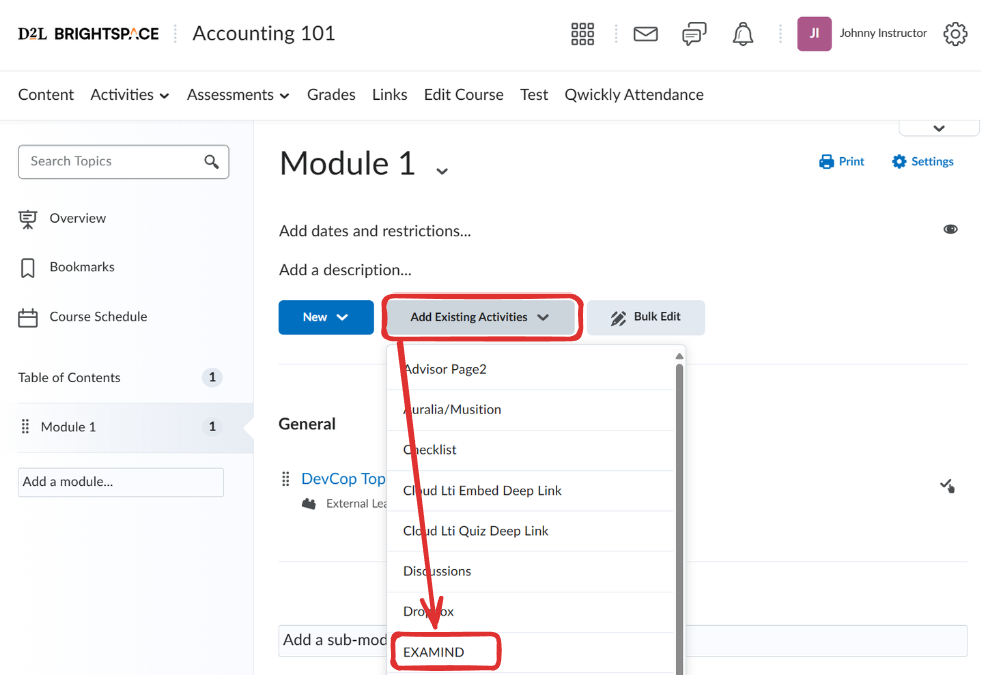 D2L BRIGHTSPACE Accounting 101 JI Johnny Instructor
Content Activities Assessments Grades Links Edit Course Test Qwickly Attendance
Search Topics
Overview
Bookmarks
Course Schedule
Table of Contents 1
Module 1 1
Add a module...
Module 1
Print Settings
Add dates and restrictions...
Add a description...
New Add Existing Activities Bulk Edit
Advisor Page2
Auralia/Musition
Checklist
Cloud Lti Embed Deep Link
Cloud Lti Quiz Deep Link
Discussions
Dropbox
EXAMIND
General
DevCop Top
External Lea
Add a sub-mod